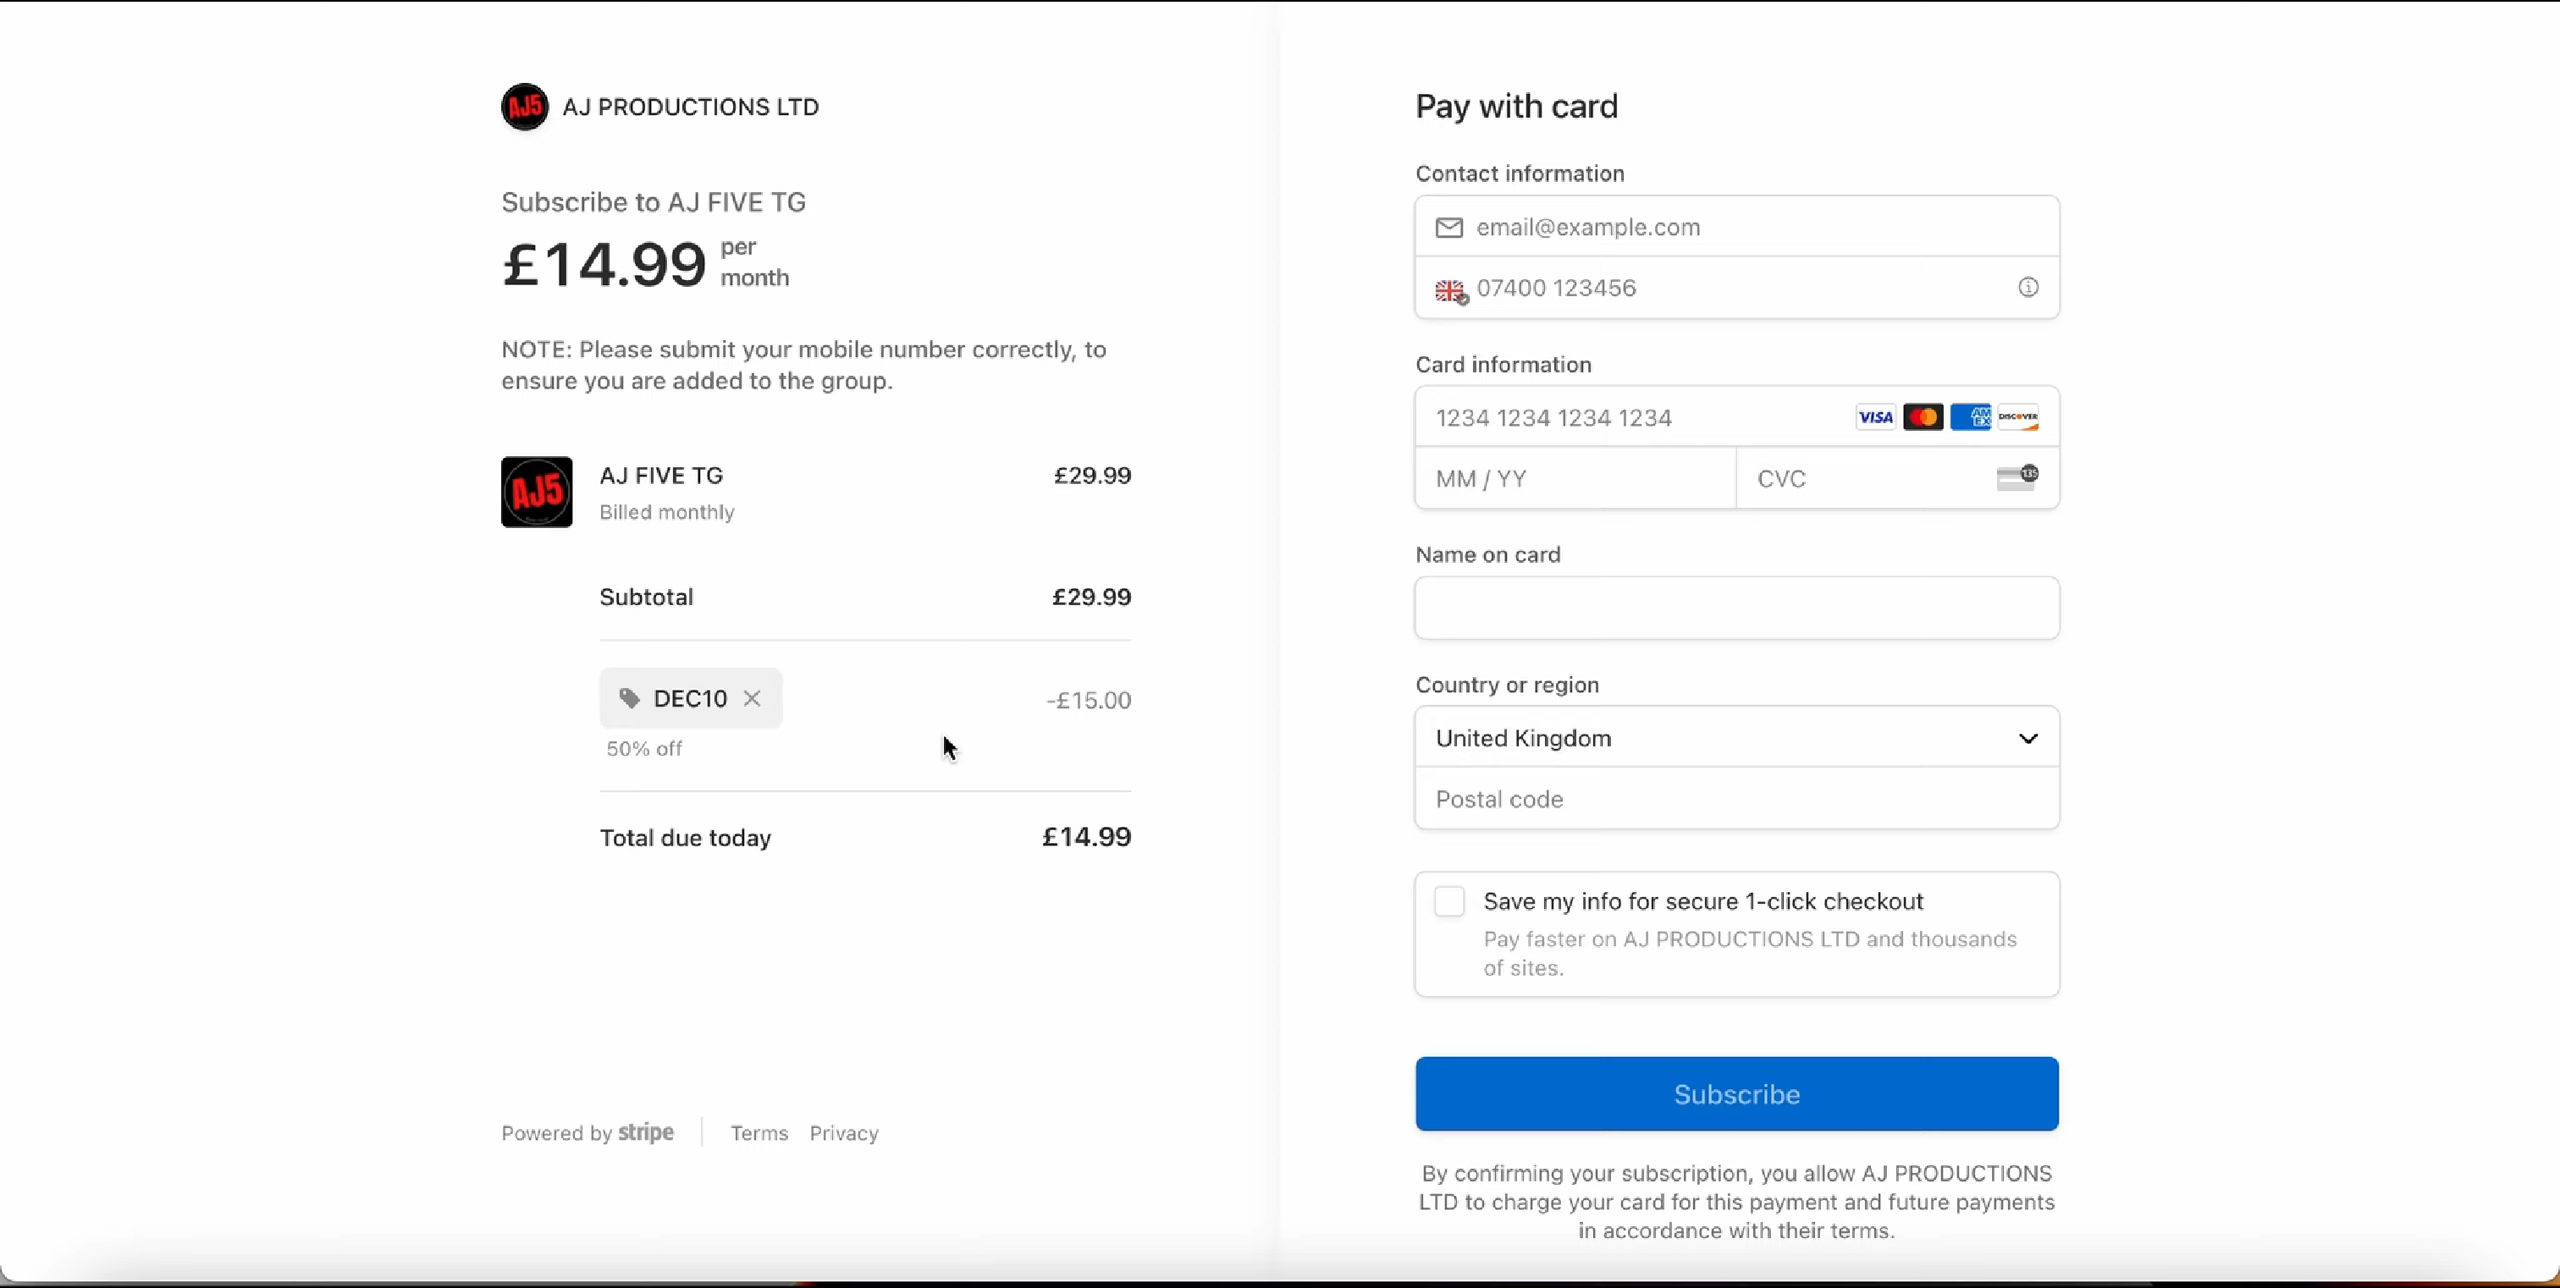 AJ5 AJ PRODUCTIONS LTD
Subscribe to AJ FIVE TG
£14.99 per
month
NOTE: Please submit your mobile number correctly, to
ensure you are added to the group.
AJ5
AJ FIVE TG £29.99
Billed monthly
Subtotal £29.99
DEC10 -£15.00
50% off
Total due today £14.99
Powered by stripe Terms Privacy
Pay with card
Contact information
email@example.com
07400 123456
Card information
1234 1234 1234 1234 VISA AM EX DISCOVER
MM / YY CVC 135
Name on card
Country or region
United Kingdom
Postal code
Save my info for secure 1-click checkout
Pay faster on AJ PRODUCTIONS LTD and thousands
of sites.
Subscribe
By confirming your subscription, you allow AJ PRODUCTIONS
LTD to charge your card for this payment and future payments
in accordance with their terms.